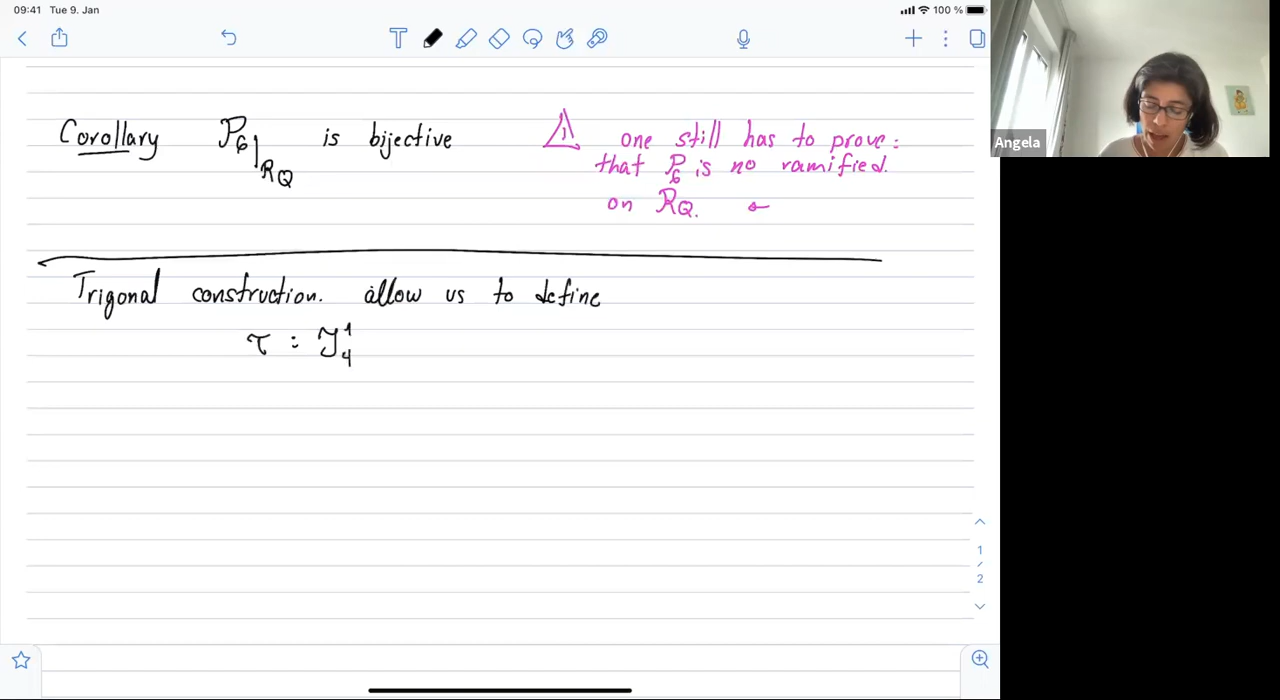 09:41 Tue 9. Jan
100 %
Angela
Corollary P₆|RQ is bijective
⚠ one still has to prove:
that P₆ is no ramified.
on RQ. ←
Trigonal construction. allow us to define
τ : 𝒥¹₄
1
/
2